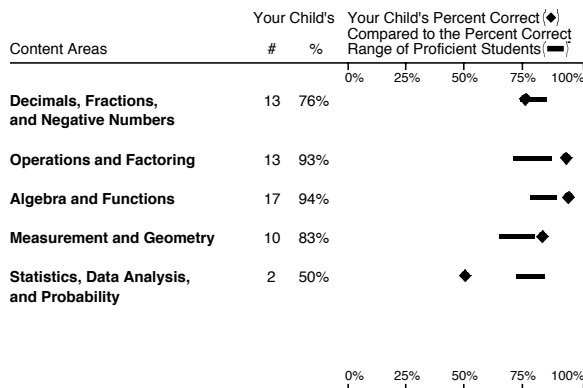 Your Child's Your Child's Percent Correct (◆)
Compared to the Percent Correct
Content Areas # % Range of Proficient Students (▬)
0% 25% 50% 75% 100%
Decimals, Fractions, 13 76%
and Negative Numbers
Operations and Factoring 13 93%
Algebra and Functions 17 94%
Measurement and Geometry 10 83%
Statistics, Data Analysis, 2 50%
and Probability
0% 25% 50% 75% 100%